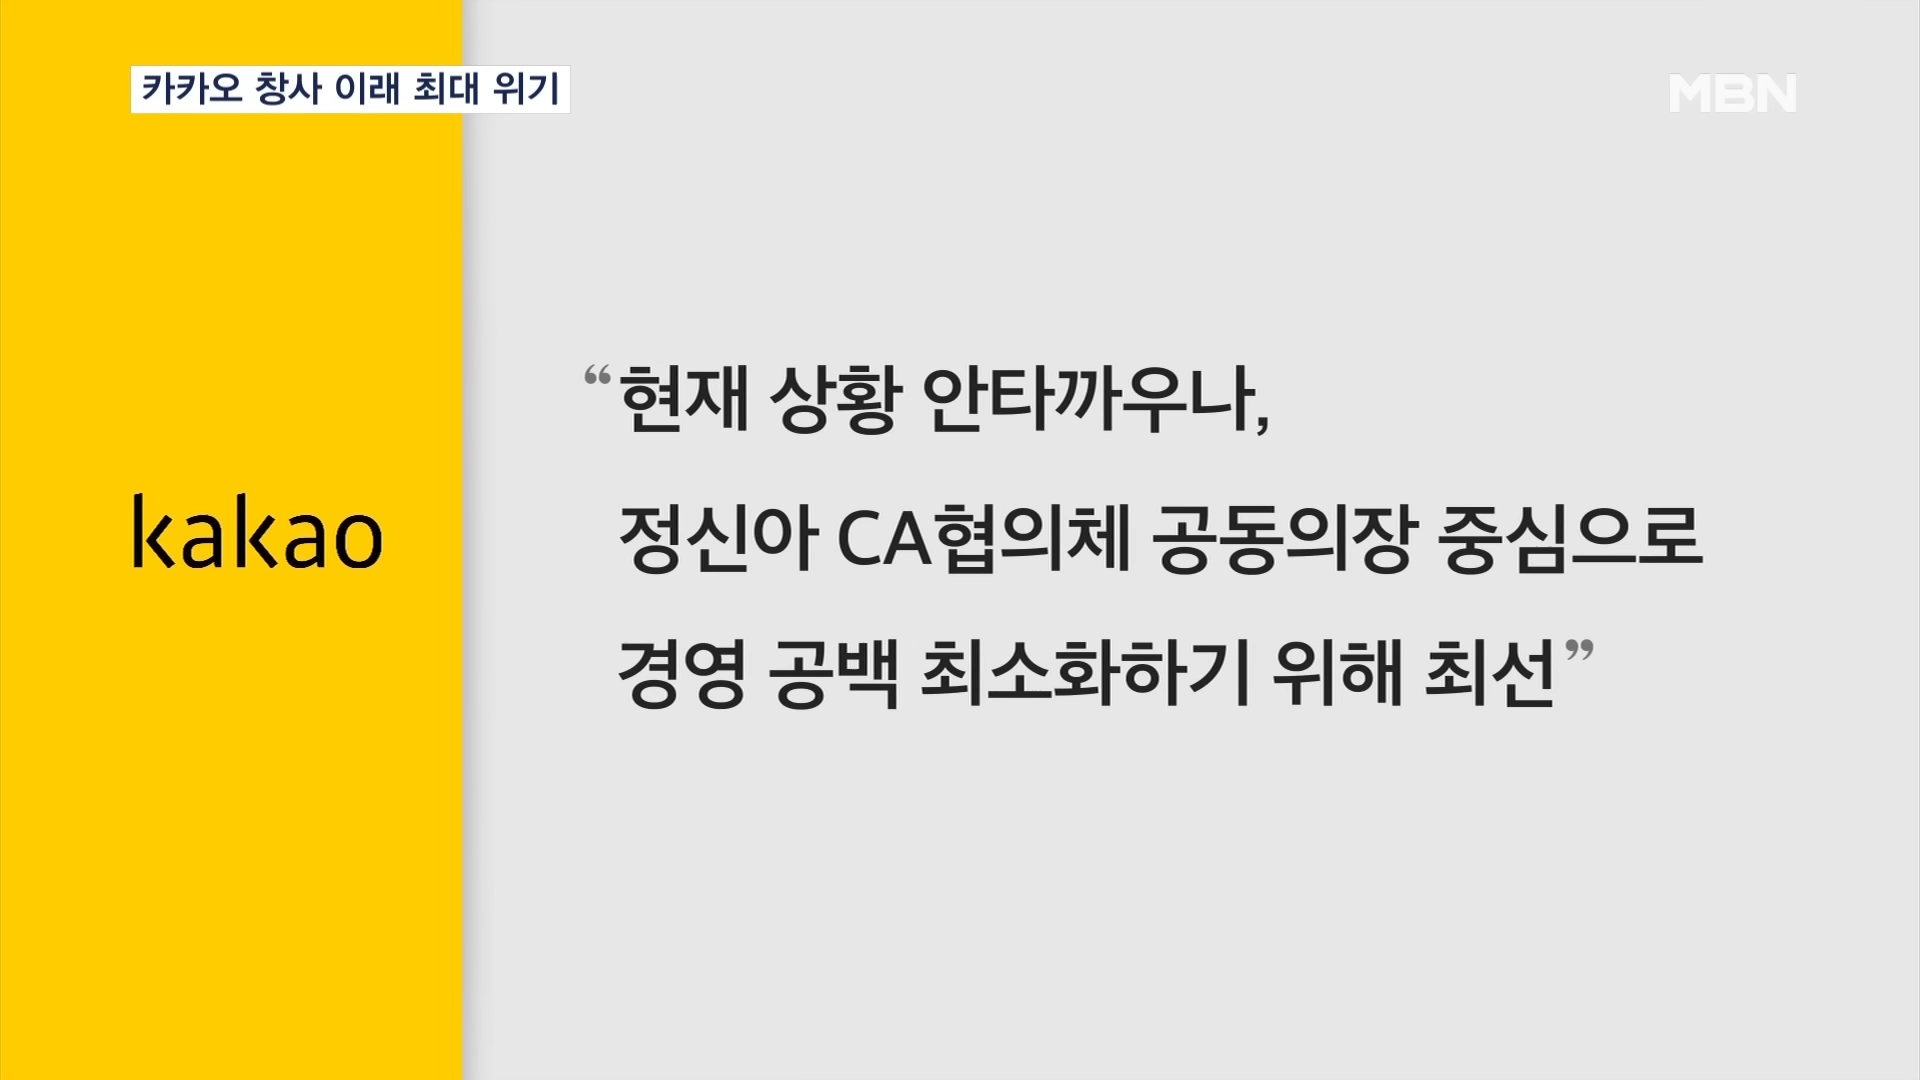 카카오 창사 이래 최대 위기
MBN
kakao
“현재 상황 안타까우나,
정신아 CA협의체 공동의장 중심으로
경영 공백 최소화하기 위해 최선”